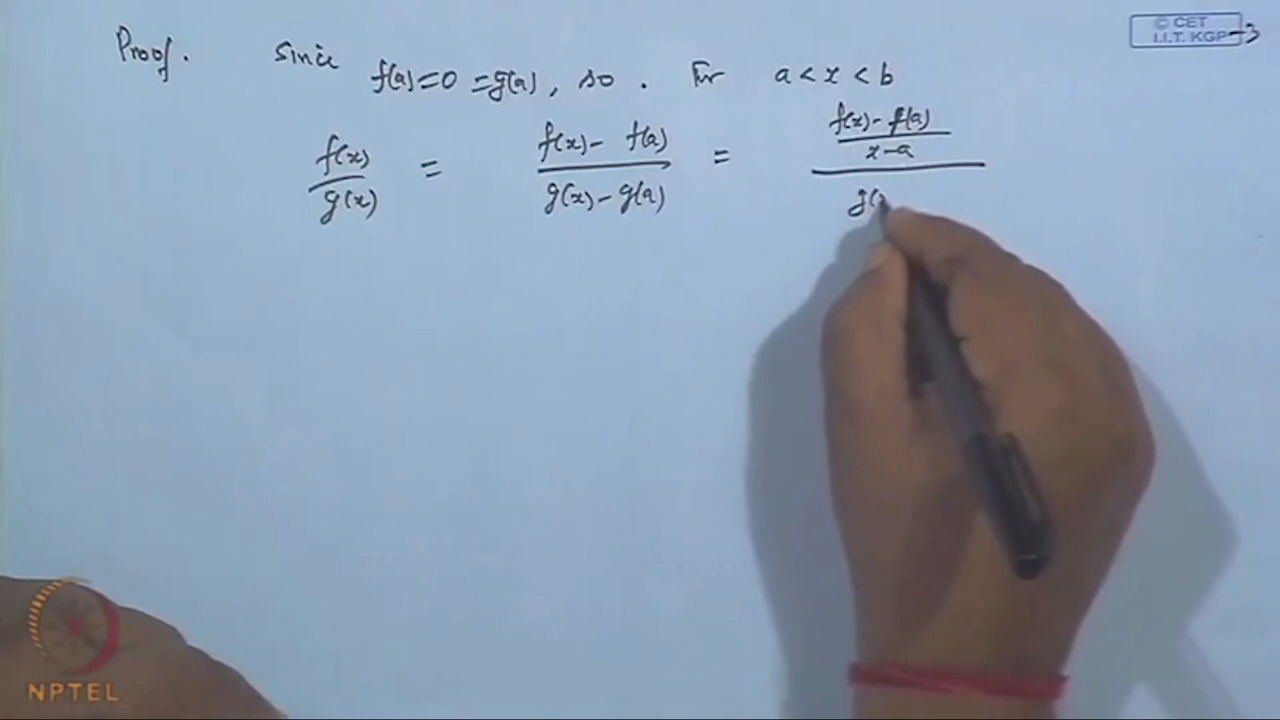 © CET
I.I.T. KGP
Proof. Since f(a)=0=g(a), so. For a < x < b
f(x)/g(x) = (f(x)- f(a))/(g(x)-g(a)) = ((f(x)- f(a))/(x-a))/(g(
NPTEL